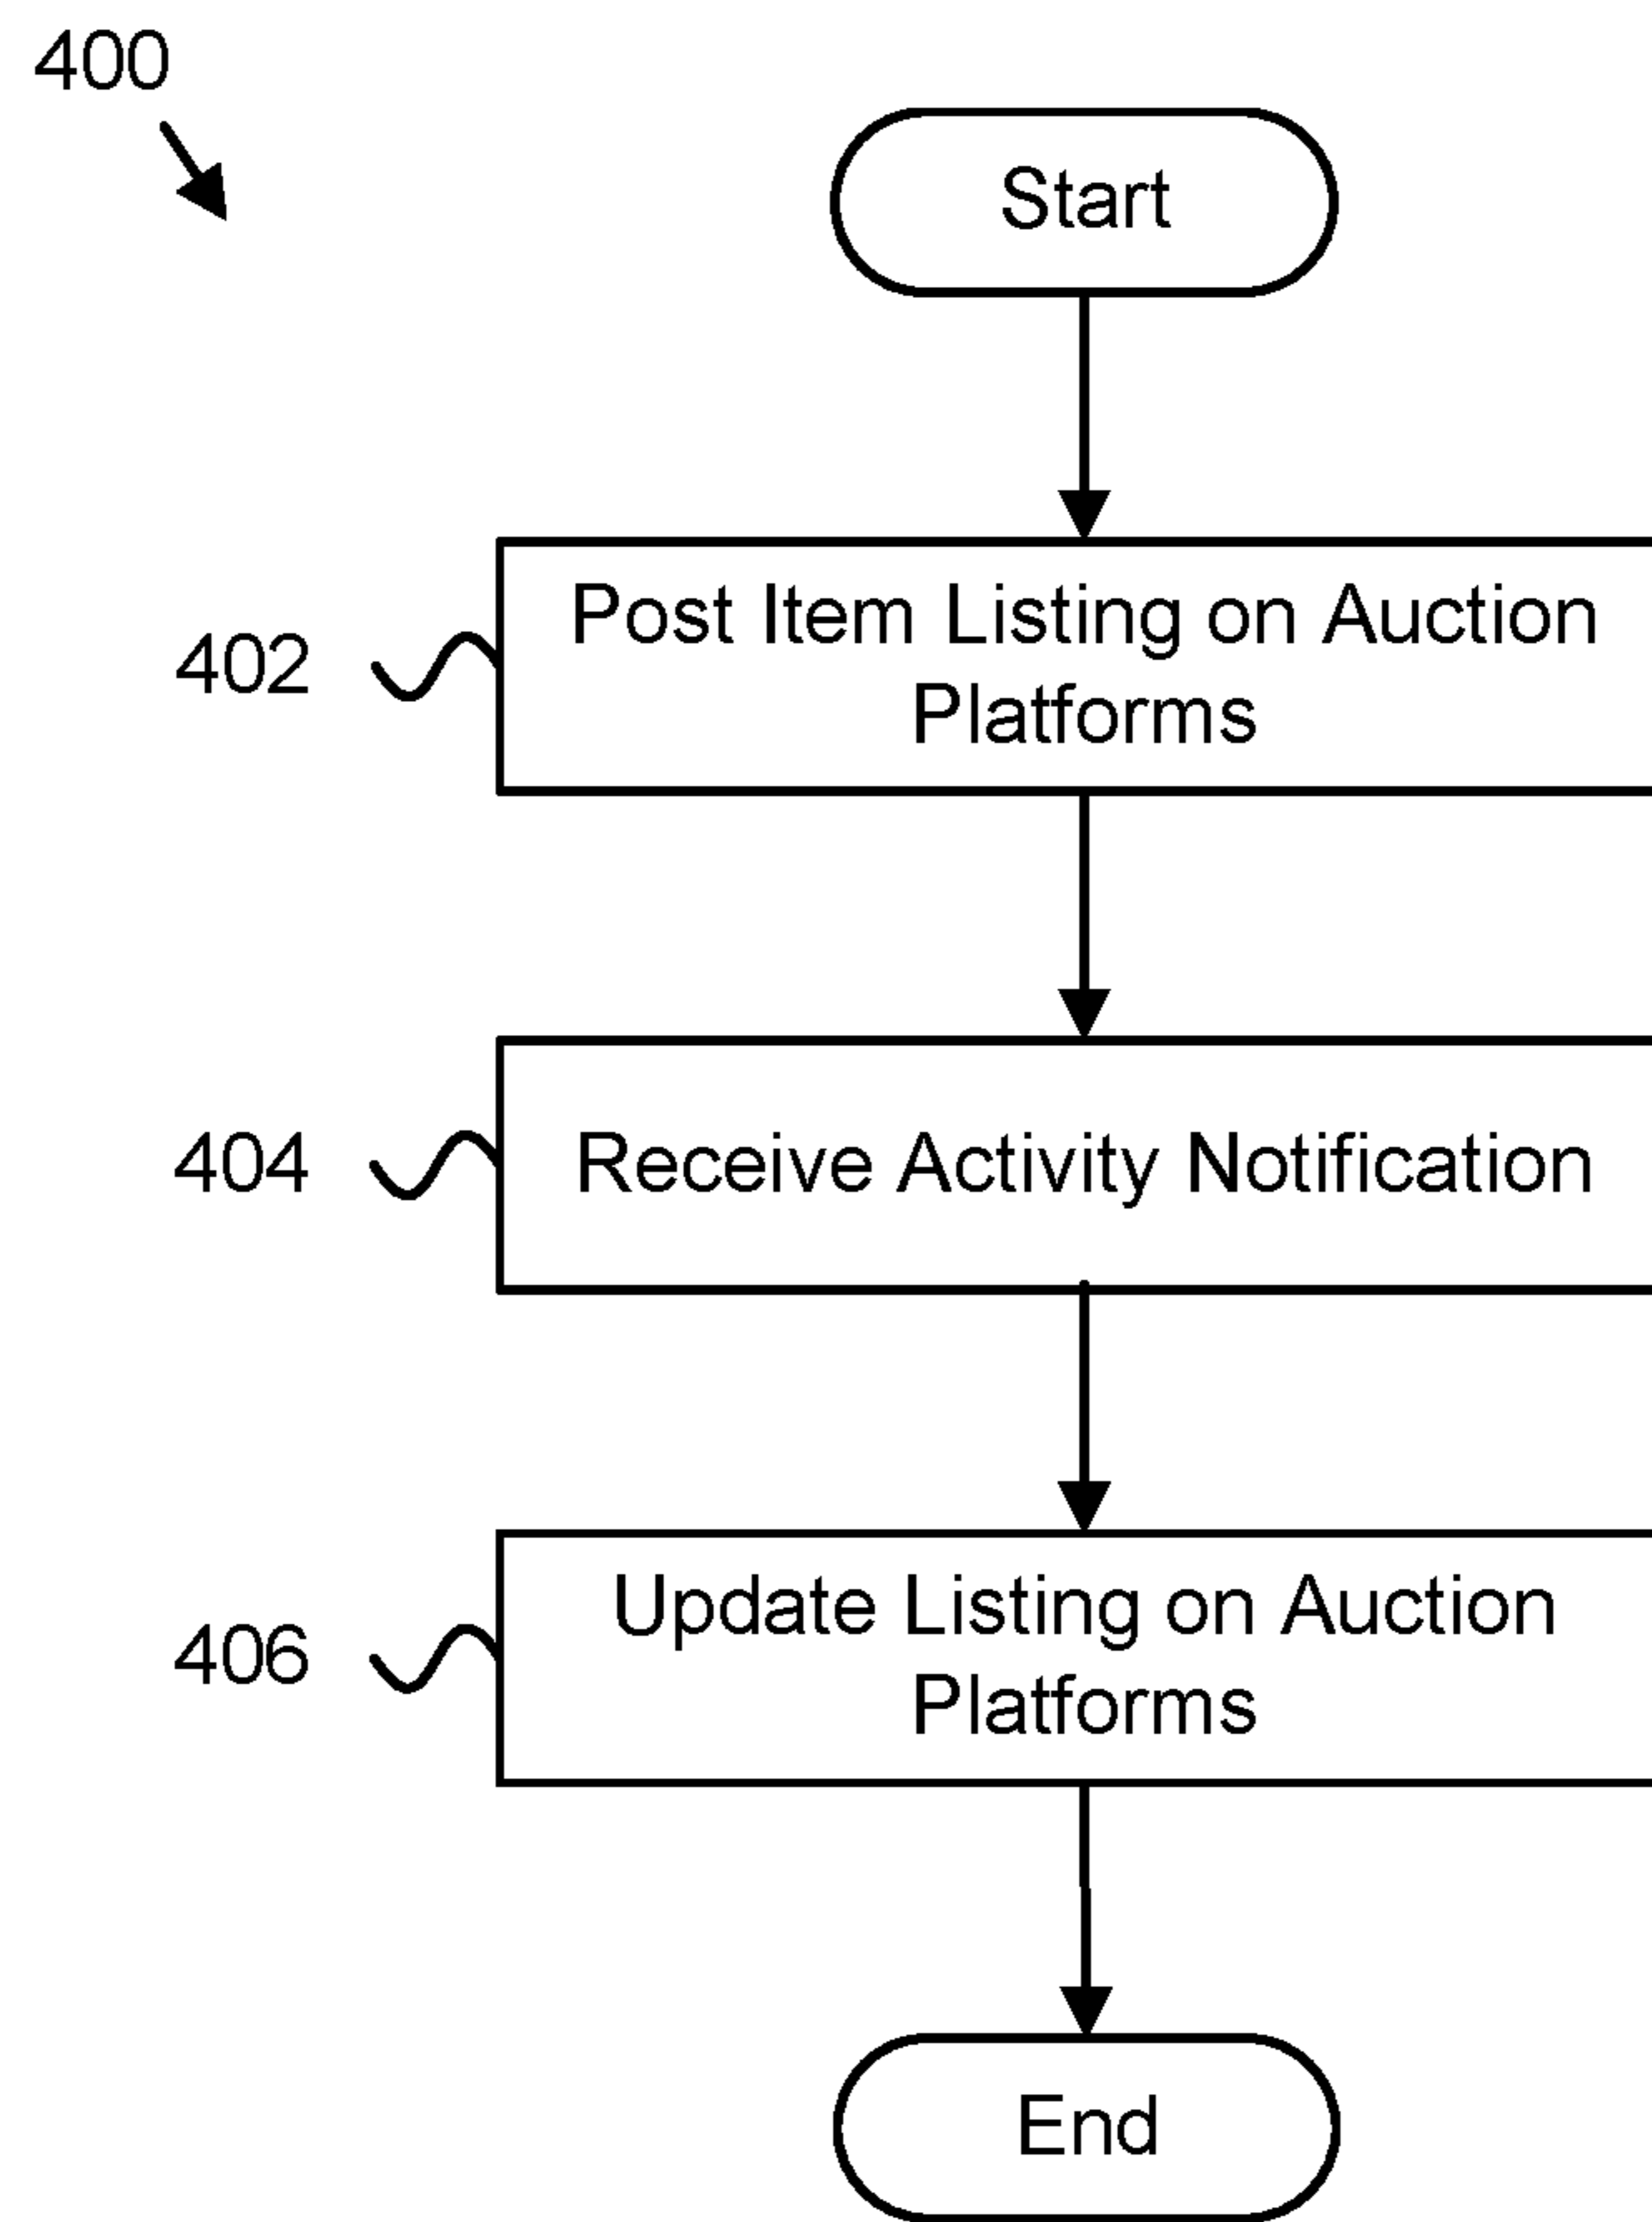 400
Start
402
Post Item Listing on Auction
Platforms
404
Receive Activity Notification
406
Update Listing on Auction
Platforms
End